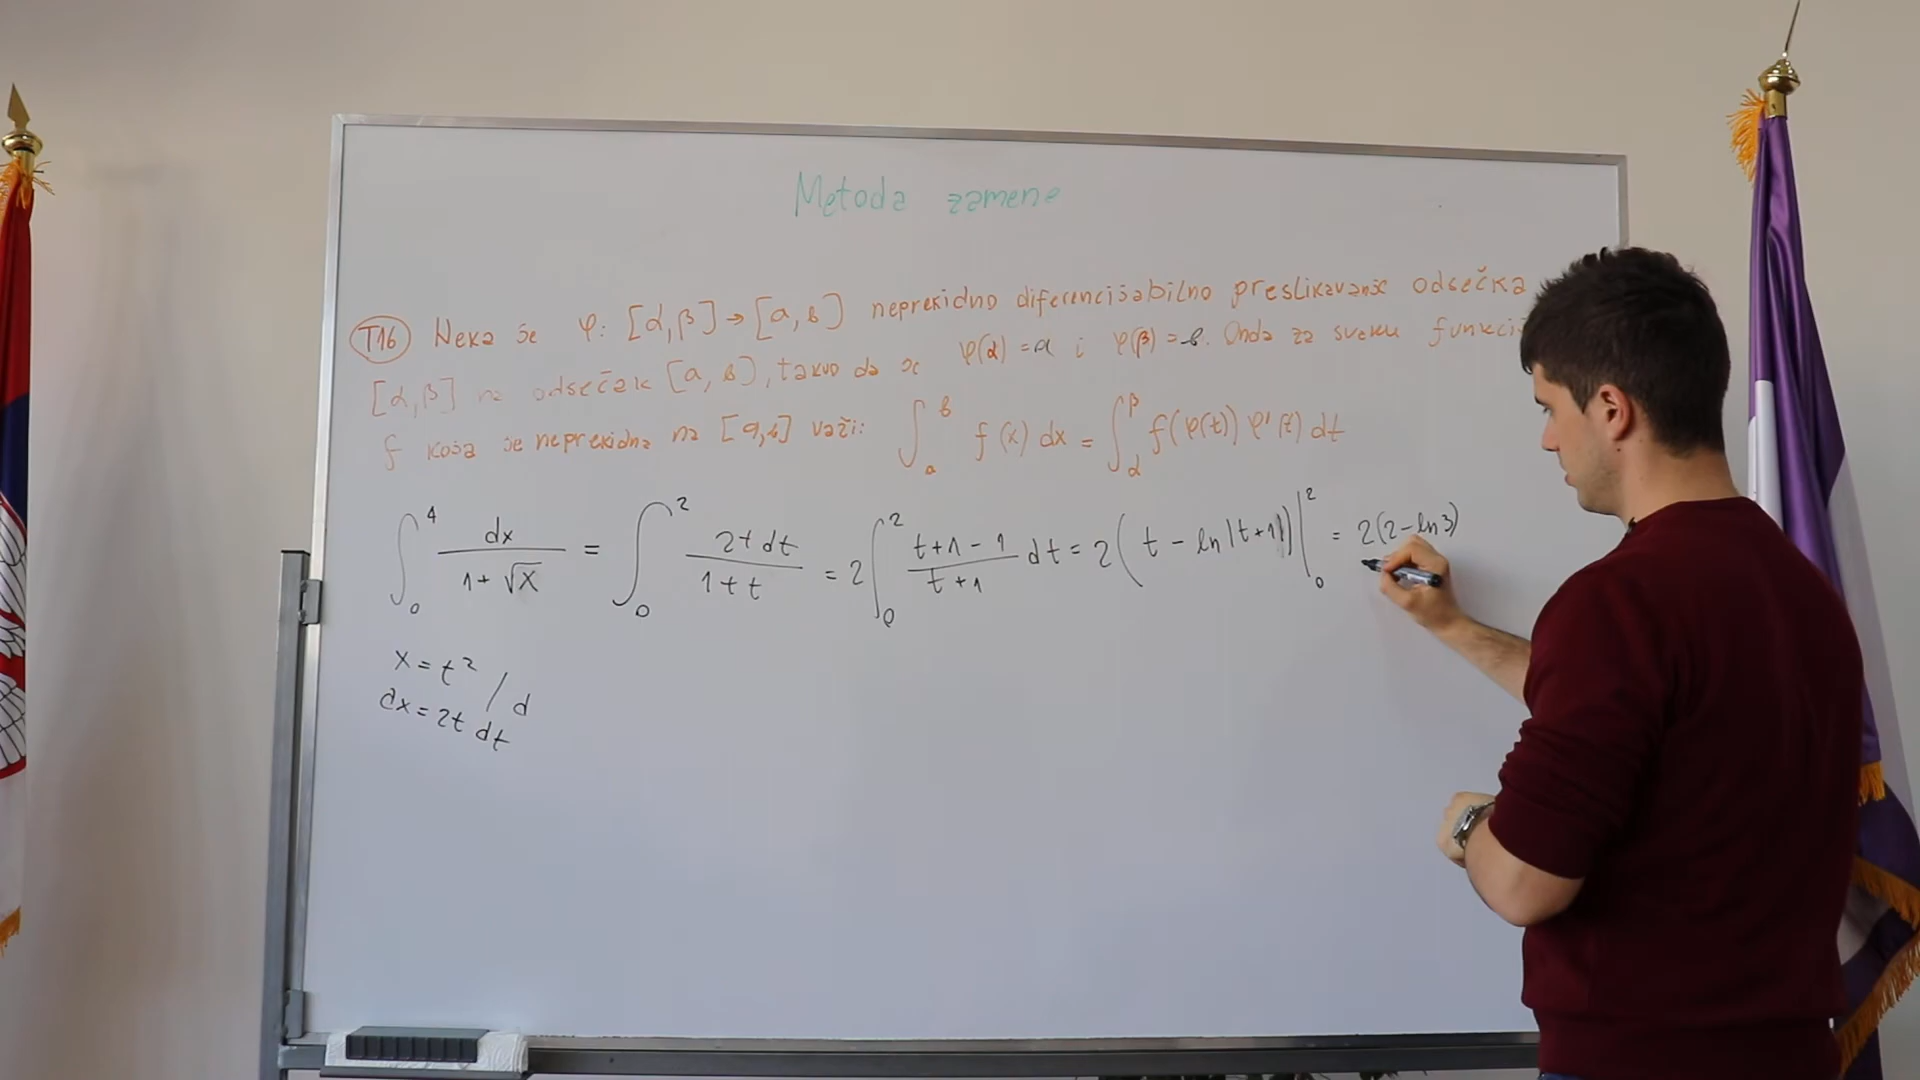 Metoda zamene
T16 Neka je φ: [α,β]→[a,b] neprekidno diferencijabilno preslikavanje odsečka
[α,β] na odsečak [a,b), takvo da je φ(α)=a i φ(β)=b. Onda za svaku
f koja je neprekidna na [a,b] važi: ∫_a^b f(x) dx = ∫_α^β f(φ(t)) φ'(t) dt
∫_0^4 dx/(1+√x) = ∫_0^2 2t dt/(1+t) = 2∫_0^2 (t+1-1)/(t+1) dt = 2(t - ln|t+1|)|_0^2 = 2(2-ln3)
x = t² / d
dx = 2t dt